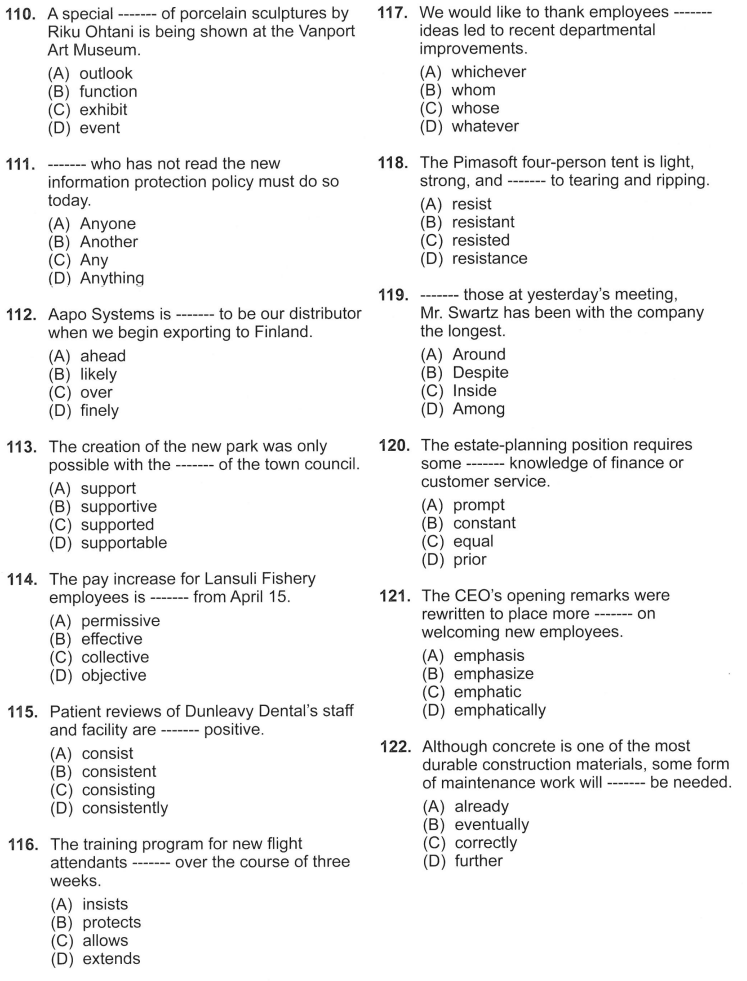 110. A special ------- of porcelain sculptures by
Riku Ohtani is being shown at the Vanport
Art Museum.
(A) outlook
(B) function
(C) exhibit
(D) event
111. ------- who has not read the new
information protection policy must do so
today.
(A) Anyone
(B) Another
(C) Any
(D) Anything
112. Aapo Systems is ------- to be our distributor
when we begin exporting to Finland.
(A) ahead
(B) likely
(C) over
(D) finely
113. The creation of the new park was only
possible with the ------- of the town council.
(A) support
(B) supportive
(C) supported
(D) supportable
114. The pay increase for Lansuli Fishery
employees is ------- from April 15.
(A) permissive
(B) effective
(C) collective
(D) objective
115. Patient reviews of Dunleavy Dental's staff
and facility are ------- positive.
(A) consist
(B) consistent
(C) consisting
(D) consistently
116. The training program for new flight
attendants ------- over the course of three
weeks.
(A) insists
(B) protects
(C) allows
(D) extends
117. We would like to thank employees -------
ideas led to recent departmental
improvements.
(A) whichever
(B) whom
(C) whose
(D) whatever
118. The Pimasoft four-person tent is light,
strong, and ------- to tearing and ripping.
(A) resist
(B) resistant
(C) resisted
(D) resistance
119. ------- those at yesterday's meeting,
Mr. Swartz has been with the company
the longest.
(A) Around
(B) Despite
(C) Inside
(D) Among
120. The estate-planning position requires
some ------- knowledge of finance or
customer service.
(A) prompt
(B) constant
(C) equal
(D) prior
121. The CEO's opening remarks were
rewritten to place more ------- on
welcoming new employees.
(A) emphasis
(B) emphasize
(C) emphatic
(D) emphatically
122. Although concrete is one of the most
durable construction materials, some form
of maintenance work will ------- be needed.
(A) already
(B) eventually
(C) correctly
(D) further